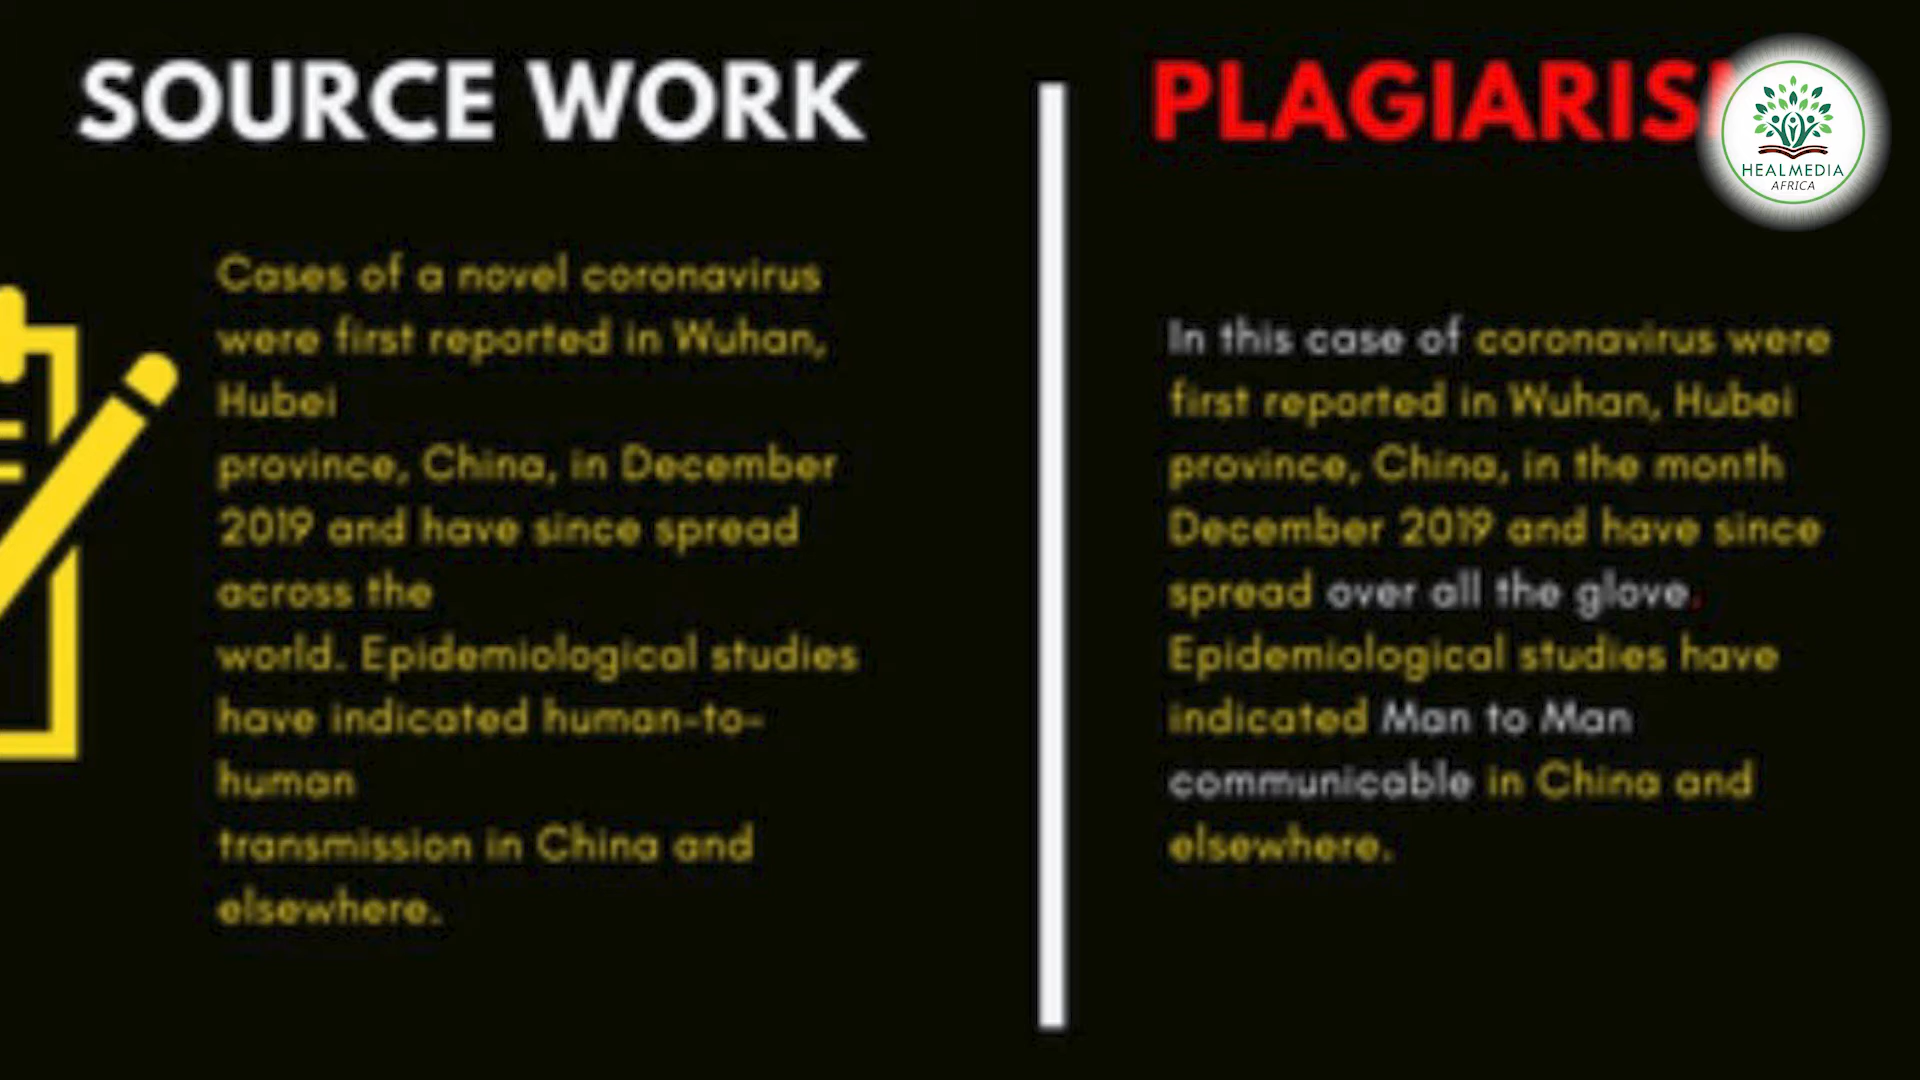 SOURCE WORK
Cases of a novel coronavirus
were first reported in Wuhan,
Hubei
province, China, in December
2019 and have since spread
across the
world. Epidemiological studies
have indicated human-to-
human
transmission in China and
elsewhere.
PLAGIARIS
In this case of coronavirus were
first reported in Wuhan, Hubei
province, China, in the month
December 2019 and have since
spread over all the glove.
Epidemiological studies have
indicated Man to Man
communicable in China and
elsewhere.
HEALMEDIA
AFRICA